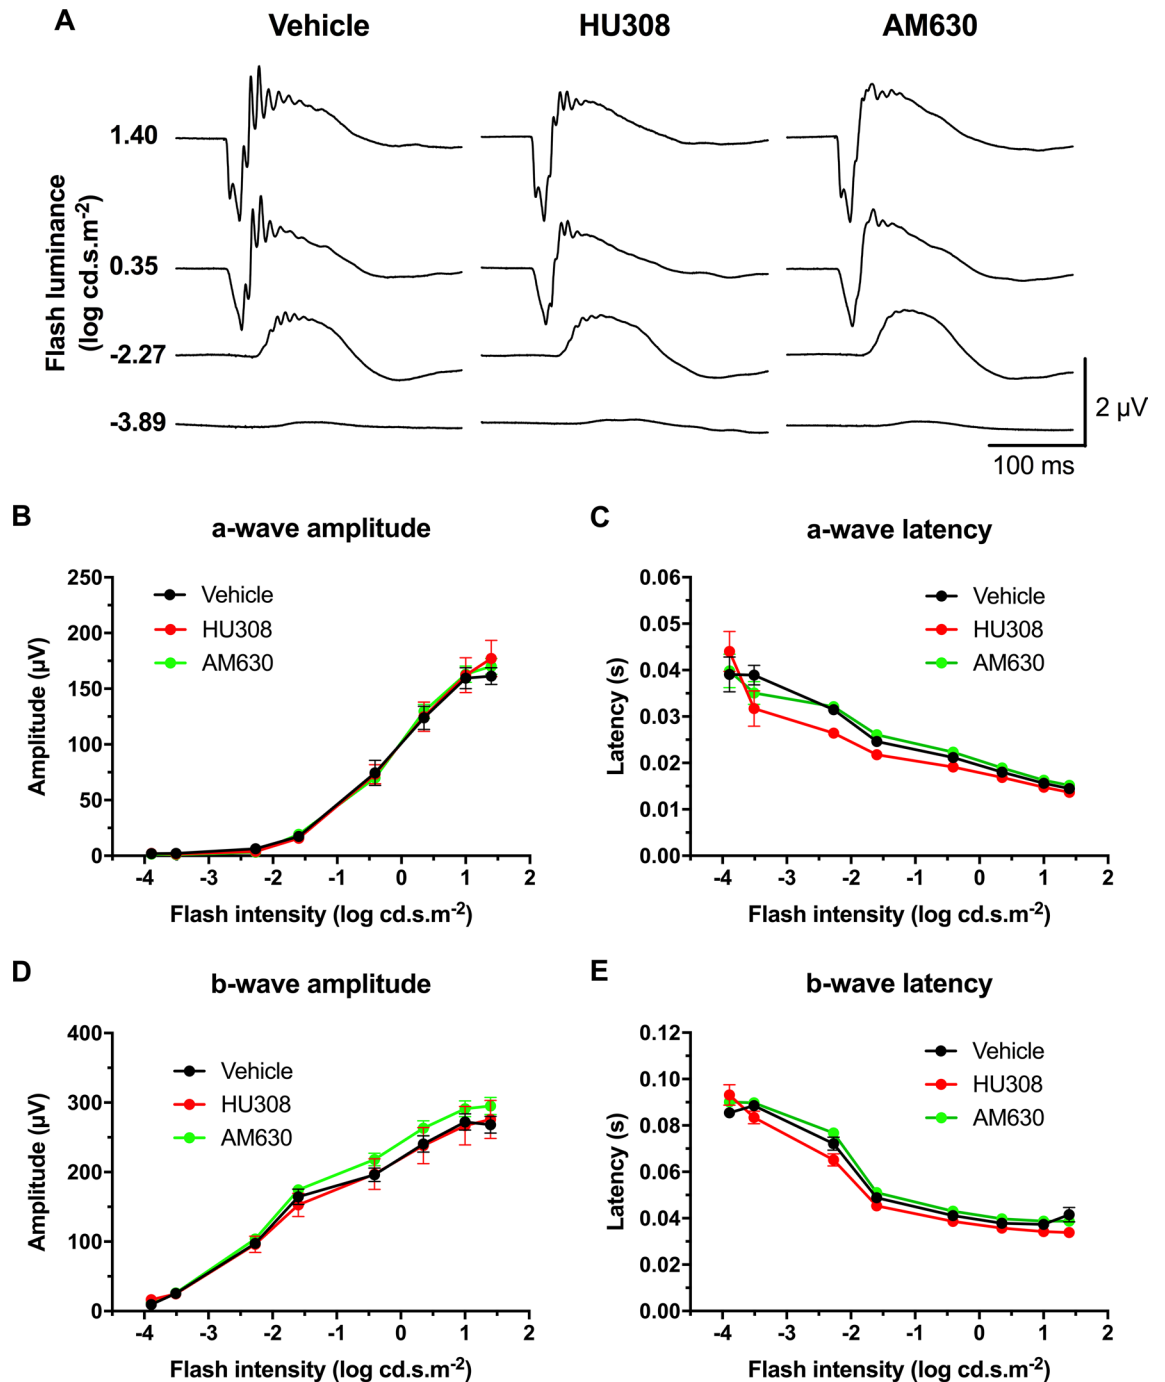 A
Vehicle
HU308
AM630
Flash luminance
(log cd.s.m-2)
1.40
0.35
-2.27
-3.89
2 µV
100 ms
B
a-wave amplitude
Amplitude (µV)
250
200
150
100
50
0
Vehicle
HU308
AM630
-4 -3 -2 -1 0 1 2
Flash intensity (log cd.s.m-2)
C
a-wave latency
Latency (s)
0.06
0.05
0.04
0.03
0.02
0.01
0.00
Vehicle
HU308
AM630
-4 -3 -2 -1 0 1 2
Flash intensity (log cd.s.m-2)
D
b-wave amplitude
Amplitude (µV)
400
300
200
100
0
Vehicle
HU308
AM630
-4 -3 -2 -1 0 1 2
Flash intensity (log cd.s.m-2)
E
b-wave latency
Latency (s)
0.12
0.10
0.08
0.06
0.04
0.02
0.00
Vehicle
HU308
AM630
-4 -3 -2 -1 0 1 2
Flash intensity (log cd.s.m-2)